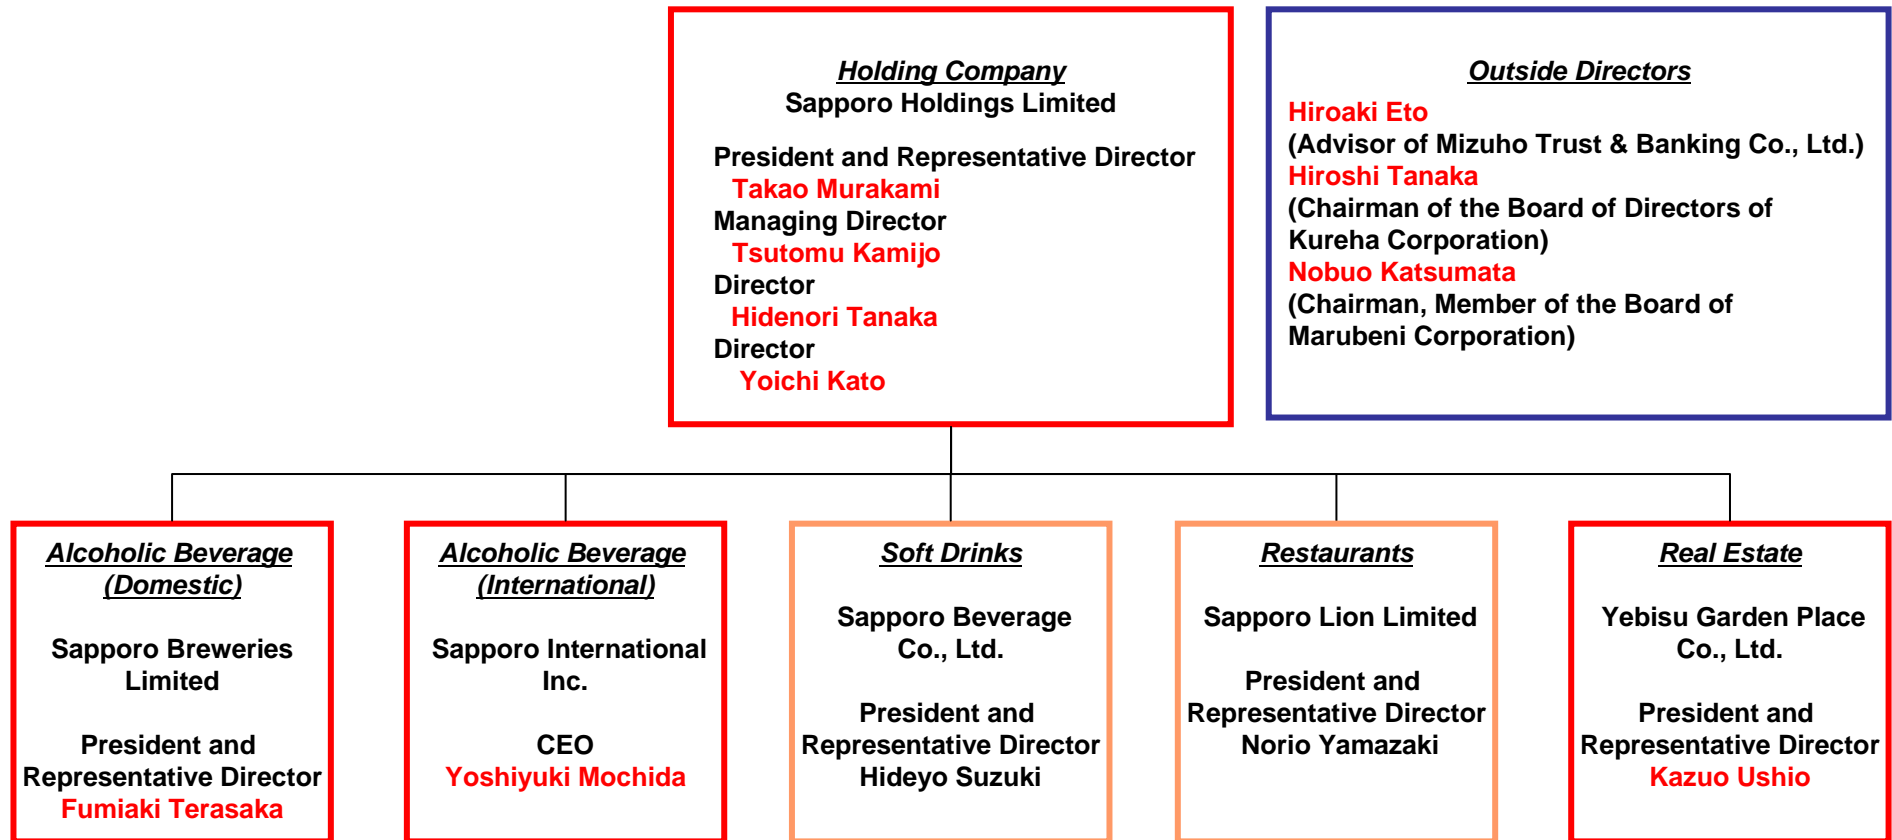 Holding Company
Sapporo Holdings Limited
President and Representative Director
Takao Murakami
Managing Director
Tsutomu Kamijo
Director
Hidenori Tanaka
Director
Yoichi Kato
Outside Directors
Hiroaki Eto
(Advisor of Mizuho Trust & Banking Co., Ltd.)
Hiroshi Tanaka
(Chairman of the Board of Directors of
Kureha Corporation)
Nobuo Katsumata
(Chairman, Member of the Board of
Marubeni Corporation)
Alcoholic Beverage
(Domestic)
Sapporo Breweries
Limited
President and
Representative Director
Fumiaki Terasaka
Alcoholic Beverage
(International)
Sapporo International
Inc.
CEO
Yoshiyuki Mochida
Soft Drinks
Sapporo Beverage
Co., Ltd.
President and
Representative Director
Hideyo Suzuki
Restaurants
Sapporo Lion Limited
President and
Representative Director
Norio Yamazaki
Real Estate
Yebisu Garden Place
Co., Ltd.
President and
Representative Director
Kazuo Ushio